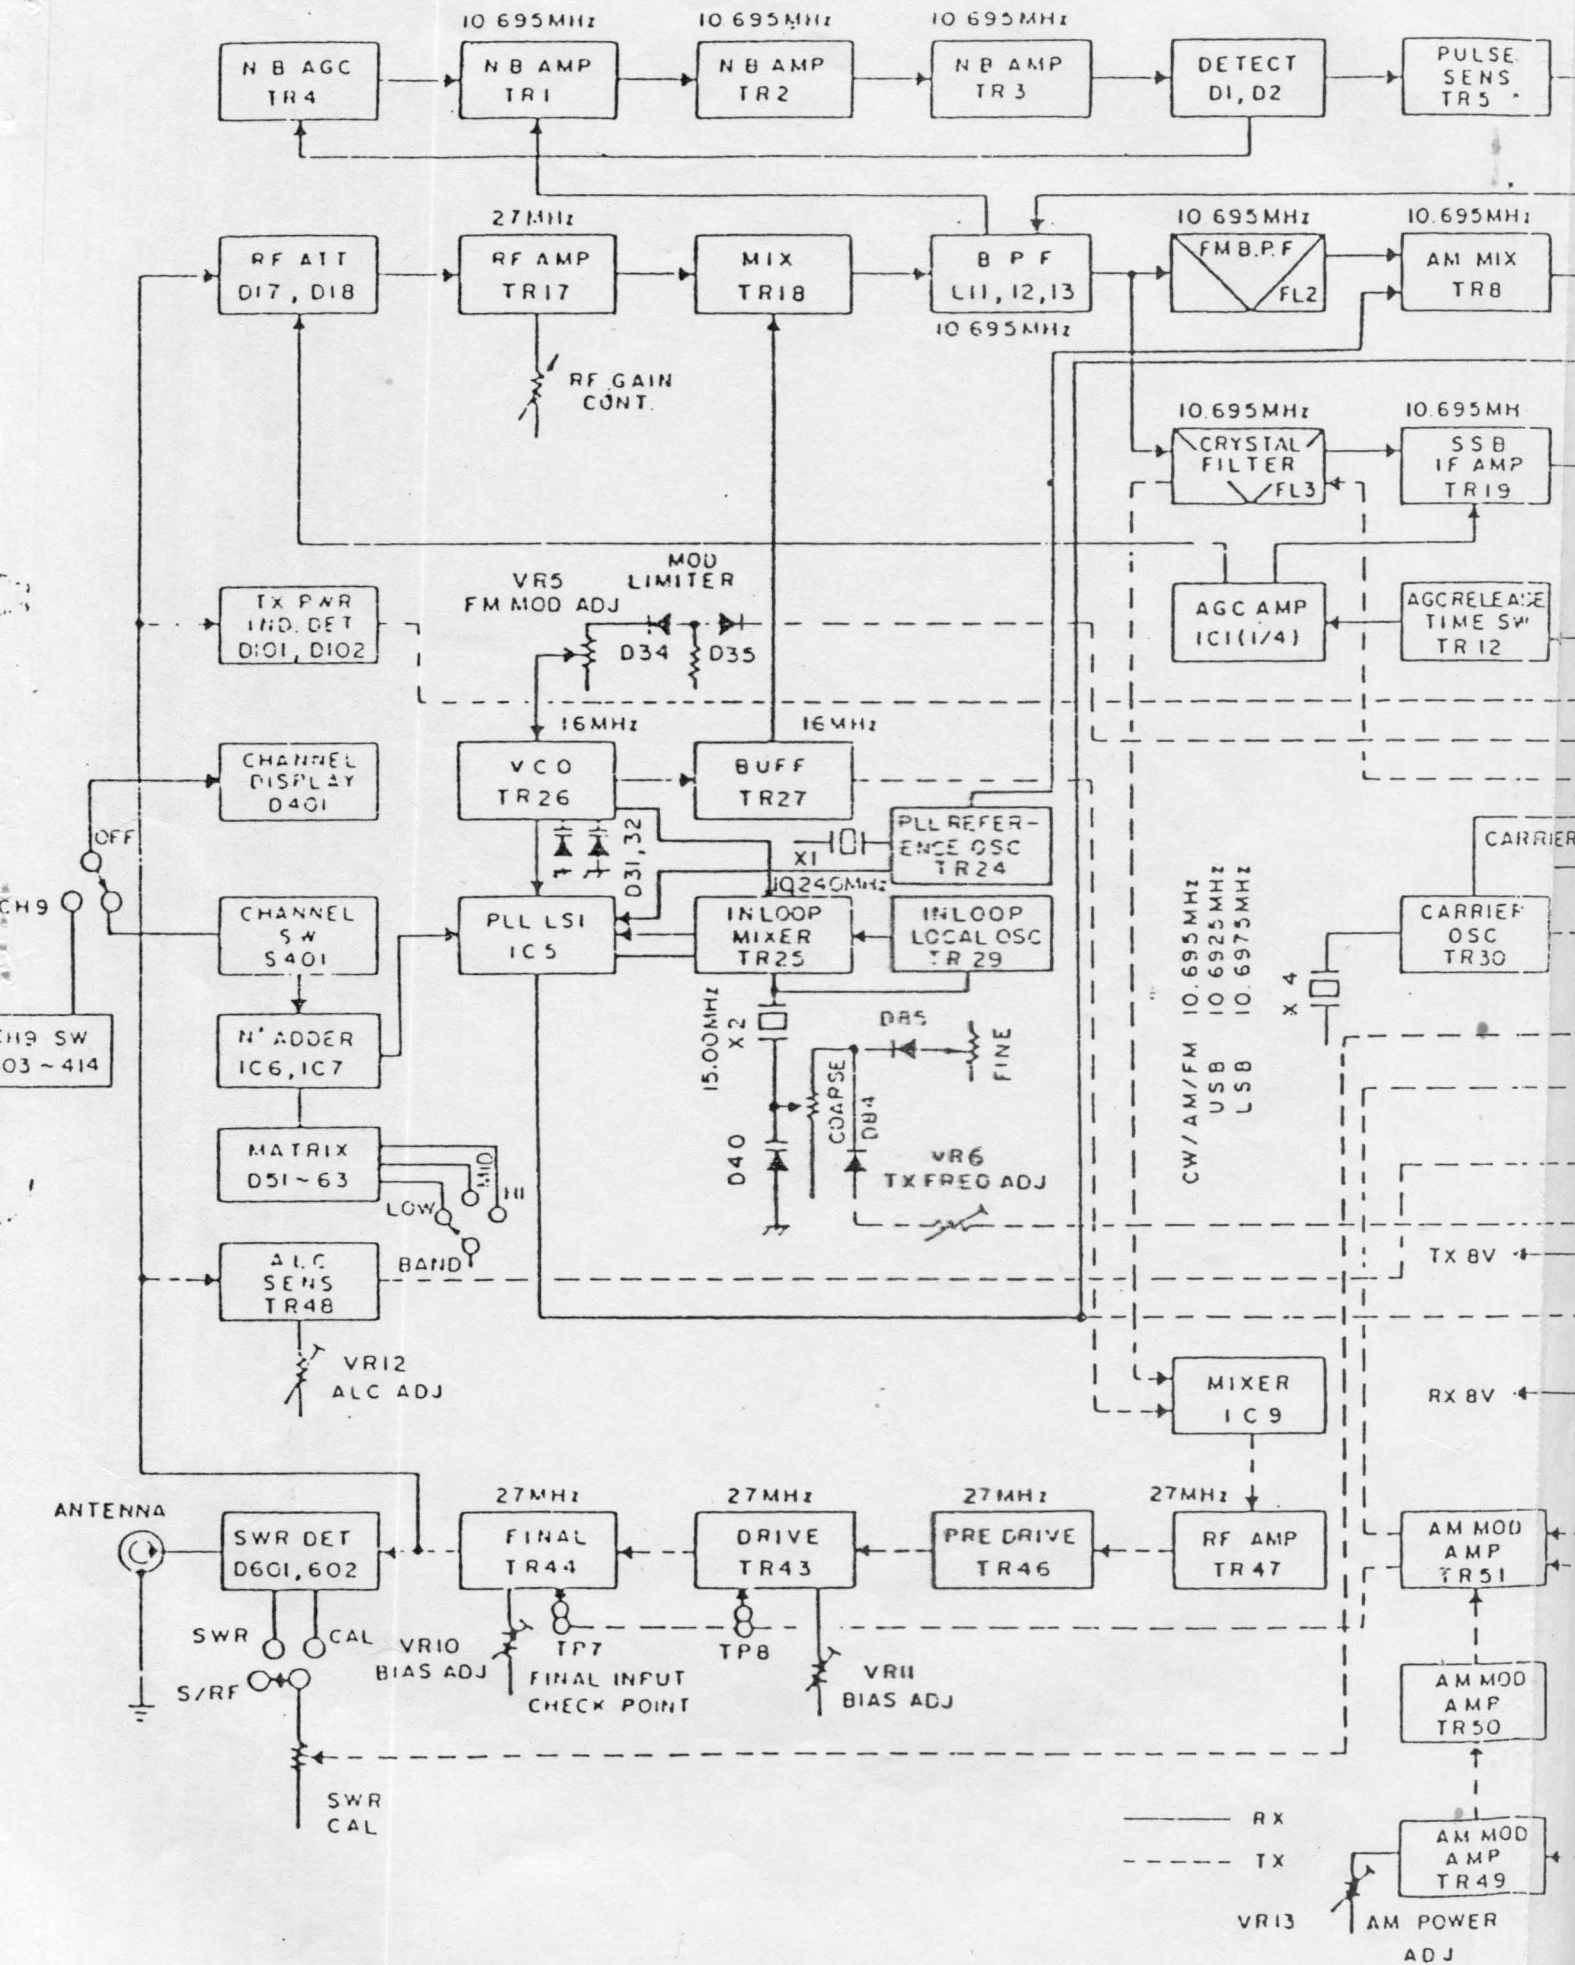 10 695MHz
10 695MHz
10 695MHz
N B AGC
TR4
N B AMP
TR1
N B AMP
TR2
N B AMP
TR3
DETECT
D1, D2
PULSE
SENS
TR5
27MHz
10 695MHz
10.695MHz
RF ATT
D17, D18
RF AMP
TR17
MIX
TR18
B P F
L11, 12, 13
10 695MHz
FM B.P.F
FL2
AM MIX
TR8
RF GAIN
CONT.
10.695MHz
10.695MH
CRYSTAL
FILTER
FL3
SSB
IF AMP
TR19
MOD
LIMITER
VR5
FM MOD ADJ
D34
D35
TX PWR
IND. DET
D101, D102
AGC AMP
IC1(1/4)
AGC RELEASE
TIME SW
TR12
16MHz
16MHz
CHANNEL
DISPLAY
D401
VCO
TR26
BUFF
TR27
D31, 32
X1
10.240MHz
PLL REFER-
ENCE OSC
TR24
OFF
CH9
CHANNEL
SW
S401
PLL LSI
IC5
INLOOP
MIXER
TR25
INLOOP
LOCAL OSC
TR29
CARRIER
CARRIER
OSC
TR30
X4
CW/AM/FM 10.695MHz
USB 10 6925MHz
LSB 10.6975MHz
CH9 SW
03~414
N' ADDER
IC6, IC7
15.00MHz
X2
D85
FINE
COARSE
D84
D40
VR6
TX FREQ ADJ
MATRIX
D51~63
LOW
MID
HI
BAND
ALC
SENS
TR48
TX 8V
VR12
ALC ADJ
MIXER
IC9
RX 8V
ANTENNA
27MHz
27MHz
27MHz
27MHz
SWR DET
D601, 602
FINAL
TR44
DRIVE
TR43
PRE DRIVE
TR46
RF AMP
TR47
AM MOD
AMP
TR51
SWR
CAL
S/RF
VR10
BIAS ADJ
TP7
FINAL INPUT
CHECK POINT
TP8
VR11
BIAS ADJ
AM MOD
AMP
TR50
SWR
CAL
RX
TX
AM MOD
AMP
TR49
VR13
AM POWER
ADJ